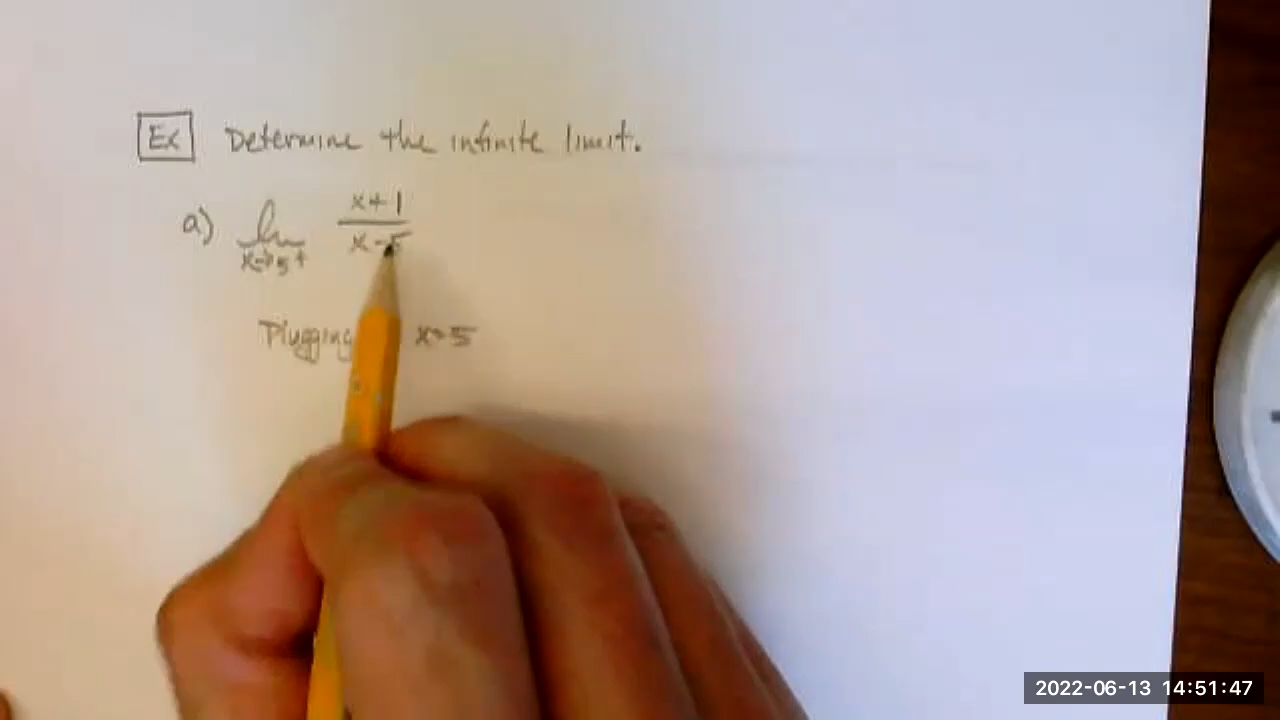 Ex Determine the infinite limit.
a) lim x→5+ x+1 / x-5
Plugging x=5
2022-06-13 14:51:47